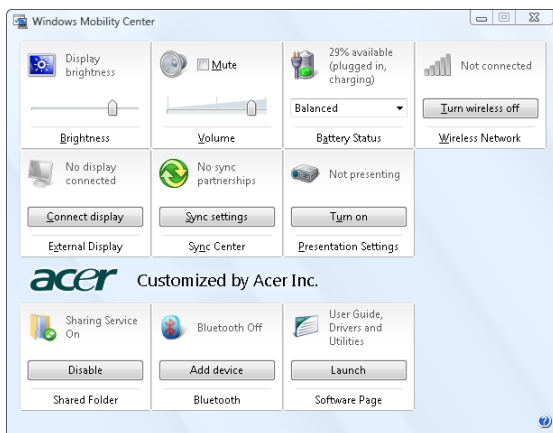 Windows Mobility Center
Display
brightness
Brightness
Mute
Volume
29% available
(plugged in,
charging)
Balanced
Battery Status
Not connected
Turn wireless off
Wireless Network
No display
connected
Connect display
External Display
No sync
partnerships
Sync settings
Sync Center
Not presenting
Turn on
Presentation Settings
acer Customized by Acer Inc.
Sharing Service
On
Disable
Shared Folder
Bluetooth Off
Add device
Bluetooth
User Guide,
Drivers and
Utilities
Launch
Software Page